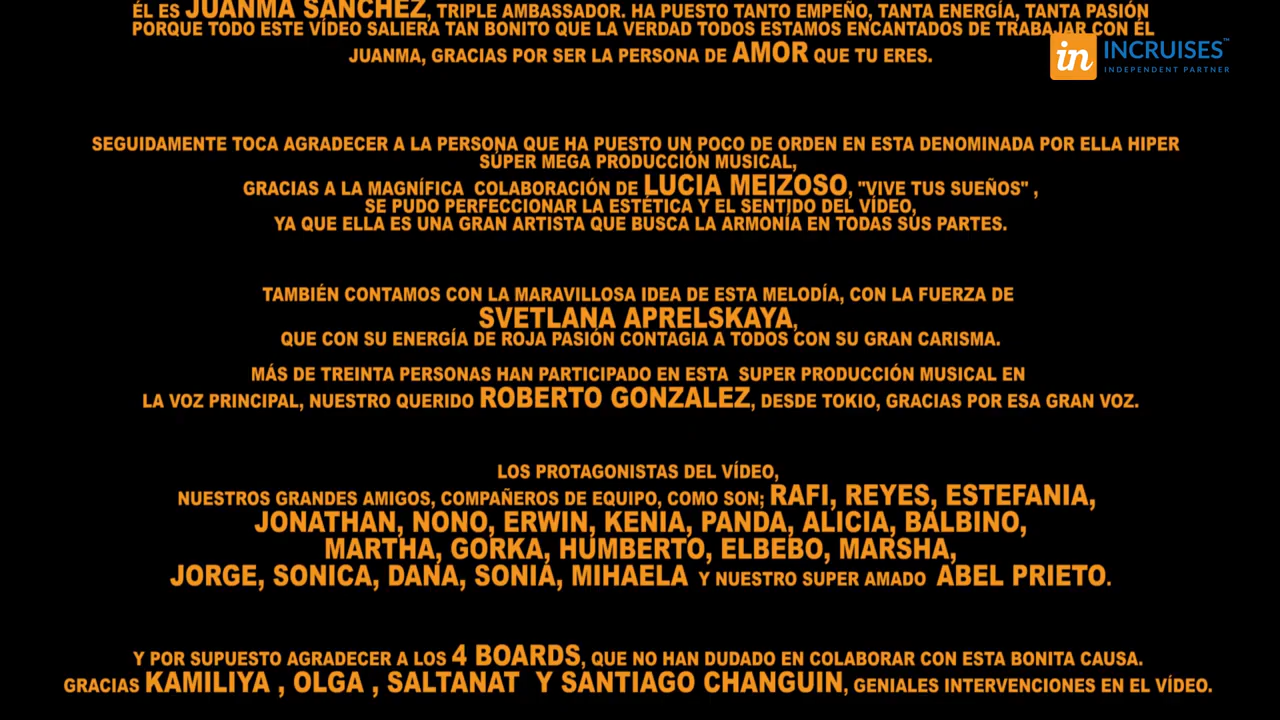 ÉL ES JUANMA SANCHEZ, TRIPLE AMBASSADOR. HA PUESTO TANTO EMPEÑO, TANTA ENERGÍA, TANTA PASIÓN
PORQUE TODO ESTE VÍDEO SALIERA TAN BONITO QUE LA VERDAD TODOS ESTAMOS ENCANTADOS DE TRABAJAR CON ÉL
JUANMA, GRACIAS POR SER LA PERSONA DE AMOR QUE TU ERES.
in INCRUISES™
INDEPENDENT PARTNER
SEGUIDAMENTE TOCA AGRADECER A LA PERSONA QUE HA PUESTO UN POCO DE ORDEN EN ESTA DENOMINADA POR ELLA HIPER
SÚPER MEGA PRODUCCIÓN MUSICAL,
GRACIAS A LA MAGNÍFICA COLABORACIÓN DE LUCIA MEIZOSO, "VIVE TUS SUEÑOS" ,
SE PUDO PERFECCIONAR LA ESTÉTICA Y EL SENTIDO DEL VÍDEO,
YA QUE ELLA ES UNA GRAN ARTISTA QUE BUSCA LA ARMONÍA EN TODAS SUS PARTES.
TAMBIÉN CONTAMOS CON LA MARAVILLOSA IDEA DE ESTA MELODÍA, CON LA FUERZA DE
SVETLANA APRELSKAYA,
QUE CON SU ENERGÍA DE ROJA PASIÓN CONTAGIA A TODOS CON SU GRAN CARISMA.
MÁS DE TREINTA PERSONAS HAN PARTICIPADO EN ESTA SUPER PRODUCCIÓN MUSICAL EN
LA VOZ PRINCIPAL, NUESTRO QUERIDO ROBERTO GONZALEZ, DESDE TOKIO, GRACIAS POR ESA GRAN VOZ.
LOS PROTAGONISTAS DEL VÍDEO,
NUESTROS GRANDES AMIGOS, COMPAÑEROS DE EQUIPO, COMO SON; RAFI, REYES, ESTEFANIA,
JONATHAN, NONO, ERWIN, KENIA, PANDA, ALICIA, BALBINO,
MARTHA, GORKA, HUMBERTO, ELBEBO, MARSHA,
JORGE, SONICA, DANA, SONIA, MIHAELA Y NUESTRO SUPER AMADO ABEL PRIETO.
Y POR SUPUESTO AGRADECER A LOS 4 BOARDS, QUE NO HAN DUDADO EN COLABORAR CON ESTA BONITA CAUSA.
GRACIAS KAMILIYA , OLGA , SALTANAT Y SANTIAGO CHANGUIN, GENIALES INTERVENCIONES EN EL VÍDEO.